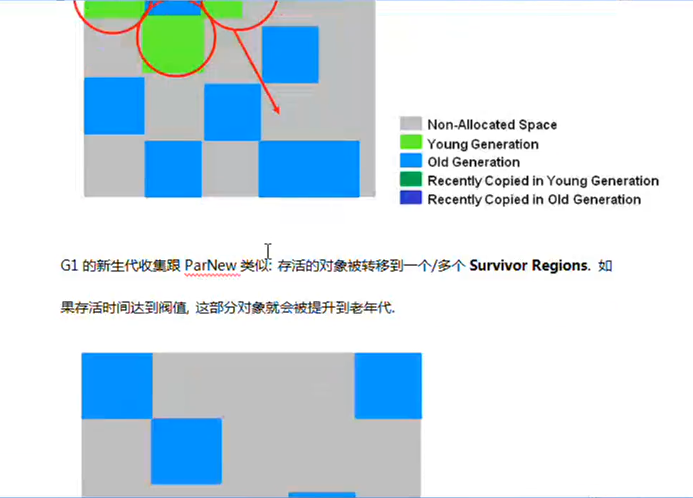 Non-Allocated Space
Young Generation
Old Generation
Recently Copied in Young Generation
Recently Copied in Old Generation
G1 的新生代收集跟 ParNew 类似: 存活的对象被转移到一个/多个 Survivor Regions. 如
果存活时间达到阀值, 这部分对象就会被提升到老年代.